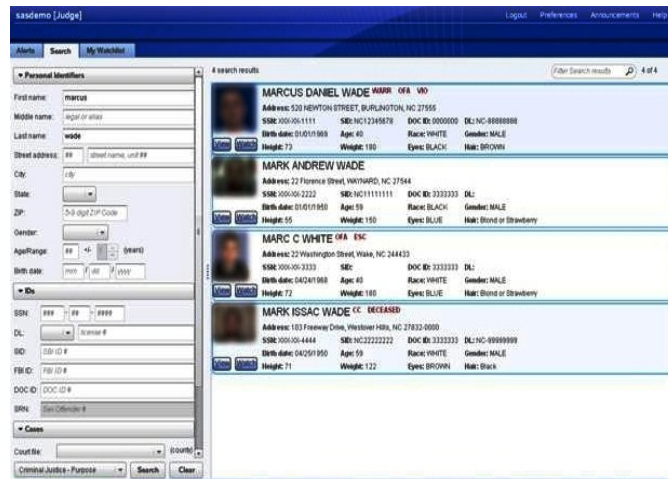 sasdemo [Judge]
Logout Preferences Announcements Help
Alerts Search My Watchlist
Personal Identifiers
First name: marcus
Middle name: legal or alias
Last name: wade
Street address: ## street name, unit ##
City: city
State:
ZIP: 5-9 digit ZIP Code
Gender:
Age/Range: ## +/- (years)
Birth date: mm / dd / yyyy
IDs
SSN: ### - ## - ####
DL: license #
SID: SBI ID #
FBI ID: FBI ID #
DOC ID: DOC ID #
SRN: Sex Offender #
Cases
Court file: (county)
Criminal Justice - Purpose Search Clear
4 search results
Filter Search results 4 of 4
MARCUS DANIEL WADE WARR OFA VIO
Address: 520 NEWTON STREET, BURLINGTON, NC 27555
SSN: XXX-XX-1111 SID: NC12345678 DOC ID: 0000000 DL: NC-88888888
Birth date: 01/01/1969 Age: 40 Race: WHITE Gender: MALE
View Watch Height: 73 Weight: 180 Eyes: BLACK Hair: BROWN
MARK ANDREW WADE
Address: 22 Florence Street, WAYNARD, NC 27544
SSN: XXX-XX-2222 SID: NC11111111 DOC ID: 3333333 DL:
Birth date: 01/01/1950 Age: 59 Race: BLACK Gender: MALE
View Watch Height: 55 Weight: 150 Eyes: BLUE Hair: Blond or Strawberry
MARC C WHITE OFA ESC
Address: 22 Washington Street, Wake, NC 244433
SSN: XXX-XX-3333 SID: DOC ID: 3333333 DL:
Birth date: 04/24/1968 Age: 40 Race: WHITE Gender: MALE
View Watch Height: 72 Weight: 180 Eyes: BLUE Hair: Blond or Strawberry
MARK ISSAC WADE CC DECEASED
Address: 103 Freeway Drive, Westover Hills, NC 27832-0000
SSN: XXX-XX-4444 SID: NC22222222 DOC ID: 3333333 DL: NC-99999999
Birth date: 04/25/1950 Age: 59 Race: WHITE Gender: MALE
View Watch Height: 71 Weight: 122 Eyes: BROWN Hair: Black